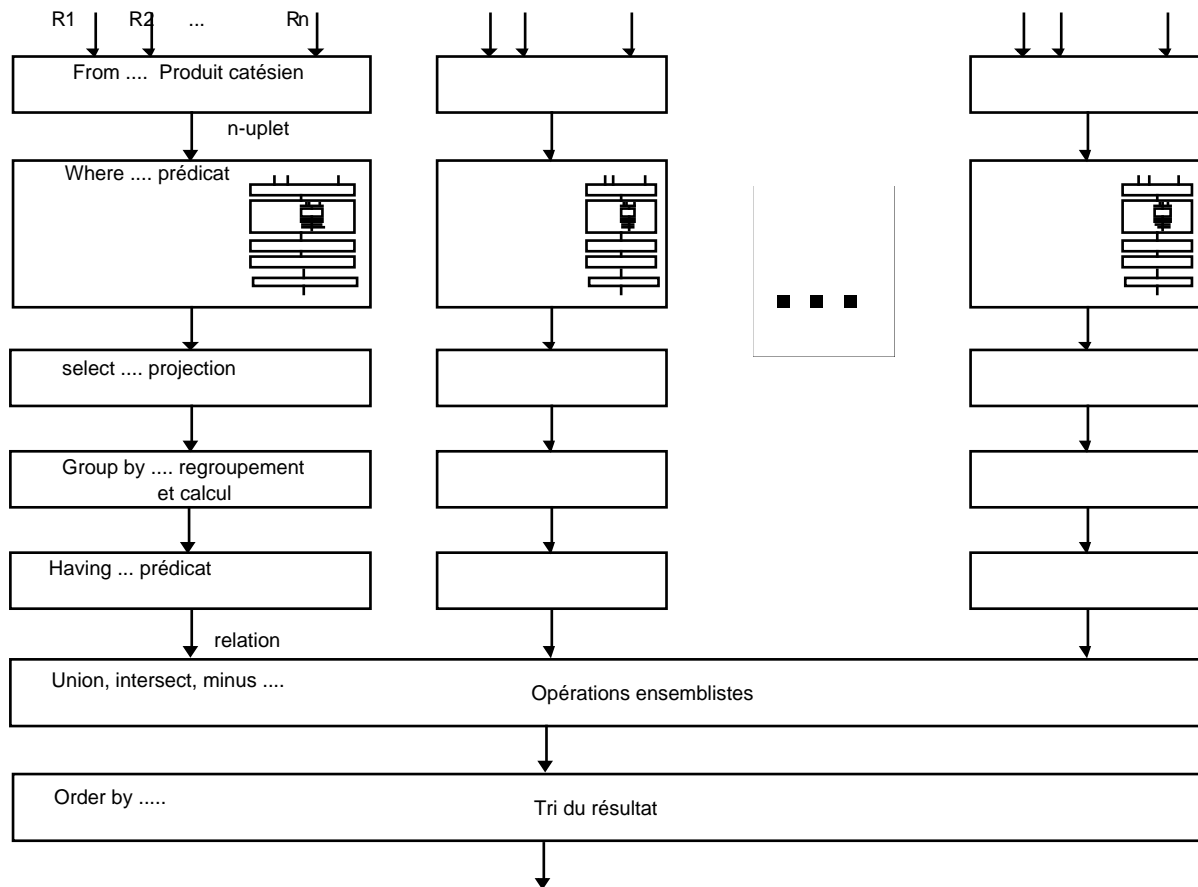 R1 R2 ... Rn
From .... Produit catésien
n-uplet
Where .... prédicat
select .... projection
Group by .... regroupement
et calcul
Having ... prédicat
relation
Union, intersect, minus ....
Opérations ensemblistes
Order by .....
Tri du résultat